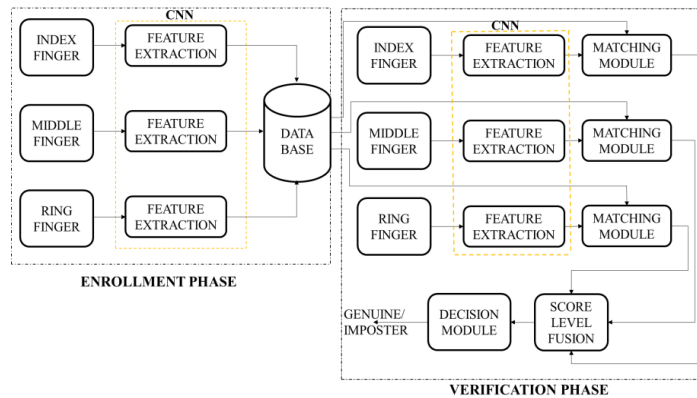 CNN
INDEX
FINGER
FEATURE
EXTRACTION
MIDDLE
FINGER
FEATURE
EXTRACTION
RING
FINGER
FEATURE
EXTRACTION
DATA
BASE
ENROLLMENT PHASE
CNN
INDEX
FINGER
FEATURE
EXTRACTION
MATCHING
MODULE
MIDDLE
FINGER
FEATURE
EXTRACTION
MATCHING
MODULE
RING
FINGER
FEATURE
EXTRACTION
MATCHING
MODULE
GENUINE/
IMPOSTER
DECISION
MODULE
SCORE
LEVEL
FUSION
VERIFICATION PHASE